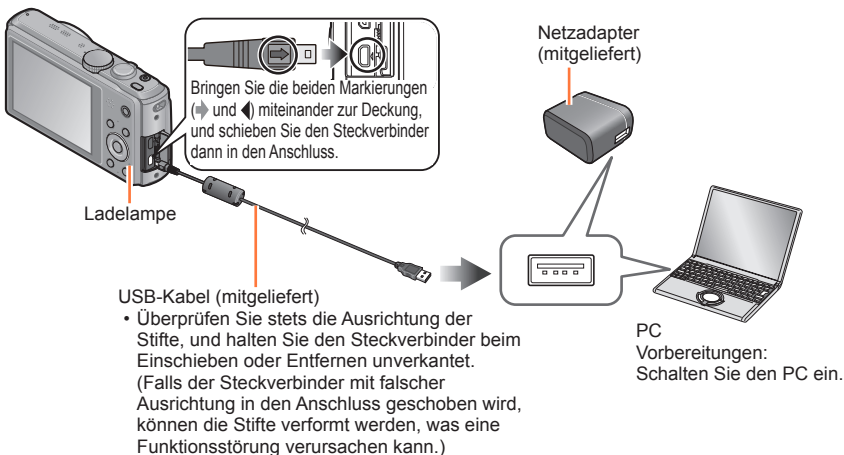 Bringen Sie die beiden Markierungen
(➡ und ◀) miteinander zur Deckung,
und schieben Sie den Steckverbinder
dann in den Anschluss.
Netzadapter
(mitgeliefert)
Ladelampe
USB-Kabel (mitgeliefert)
• Überprüfen Sie stets die Ausrichtung der
Stifte, und halten Sie den Steckverbinder beim
Einschieben oder Entfernen unverkantet.
(Falls der Steckverbinder mit falscher
Ausrichtung in den Anschluss geschoben wird,
können die Stifte verformt werden, was eine
Funktionsstörung verursachen kann.)
PC
Vorbereitungen:
Schalten Sie den PC ein.